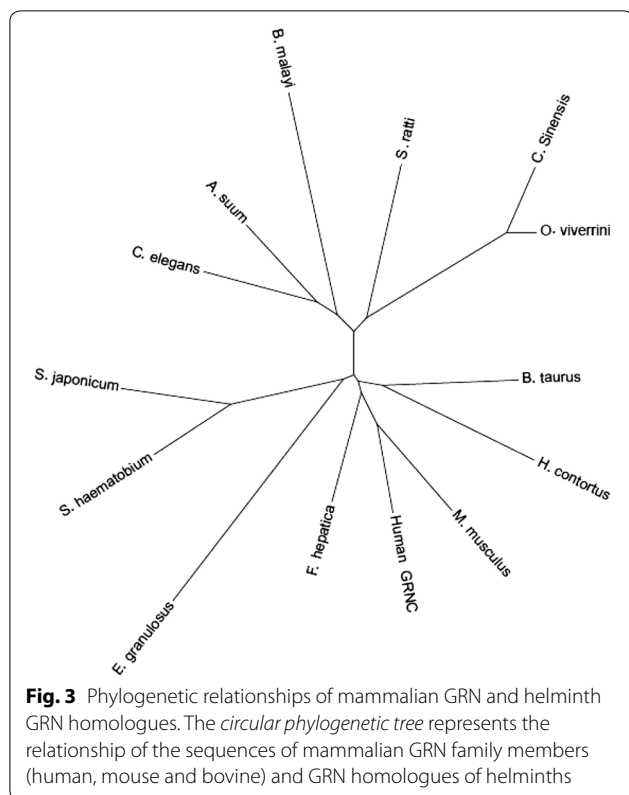 B. malayi
S. ratti
C. Sinensis
A. suum
O. viverrini
C. elegans
S. japonicum
B. taurus
S. haematobium
H. contortus
F. hepatica
Human GRNC
M. musculus
E. granulosus
Fig. 3 Phylogenetic relationships of mammalian GRN and helminth
GRN homologues. The circular phylogenetic tree represents the
relationship of the sequences of mammalian GRN family members
(human, mouse and bovine) and GRN homologues of helminths